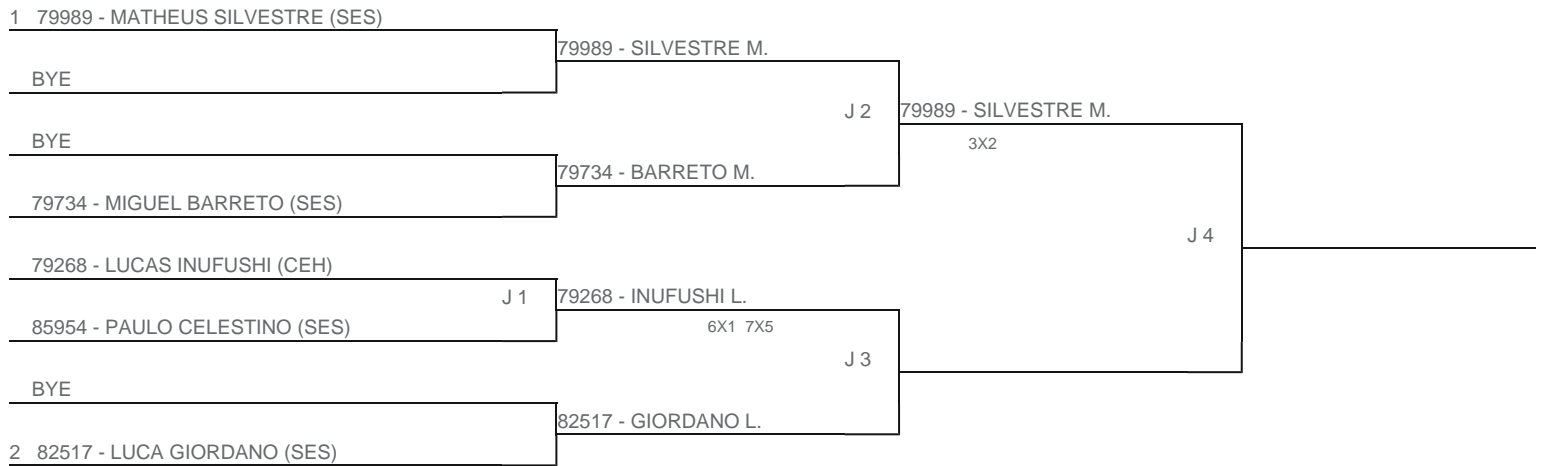 1 79989 - MATHEUS SILVESTRE (SES)
79989 - SILVESTRE M.
BYE
J 2
79989 - SILVESTRE M.
3X2
BYE
79734 - BARRETO M.
79734 - MIGUEL BARRETO (SES)
J 4
79268 - LUCAS INUFUSHI (CEH)
J 1
79268 - INUFUSHI L.
6X1 7X5
85954 - PAULO CELESTINO (SES)
J 3
BYE
82517 - GIORDANO L.
2 82517 - LUCA GIORDANO (SES)